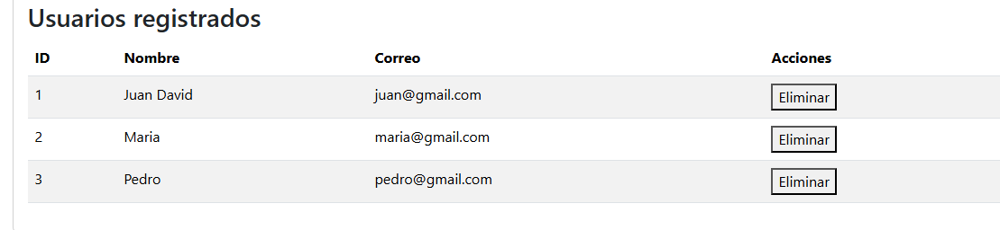 Usuarios registrados
ID Nombre Correo Acciones
1 Juan David juan@gmail.com Eliminar
2 Maria maria@gmail.com Eliminar
3 Pedro pedro@gmail.com Eliminar